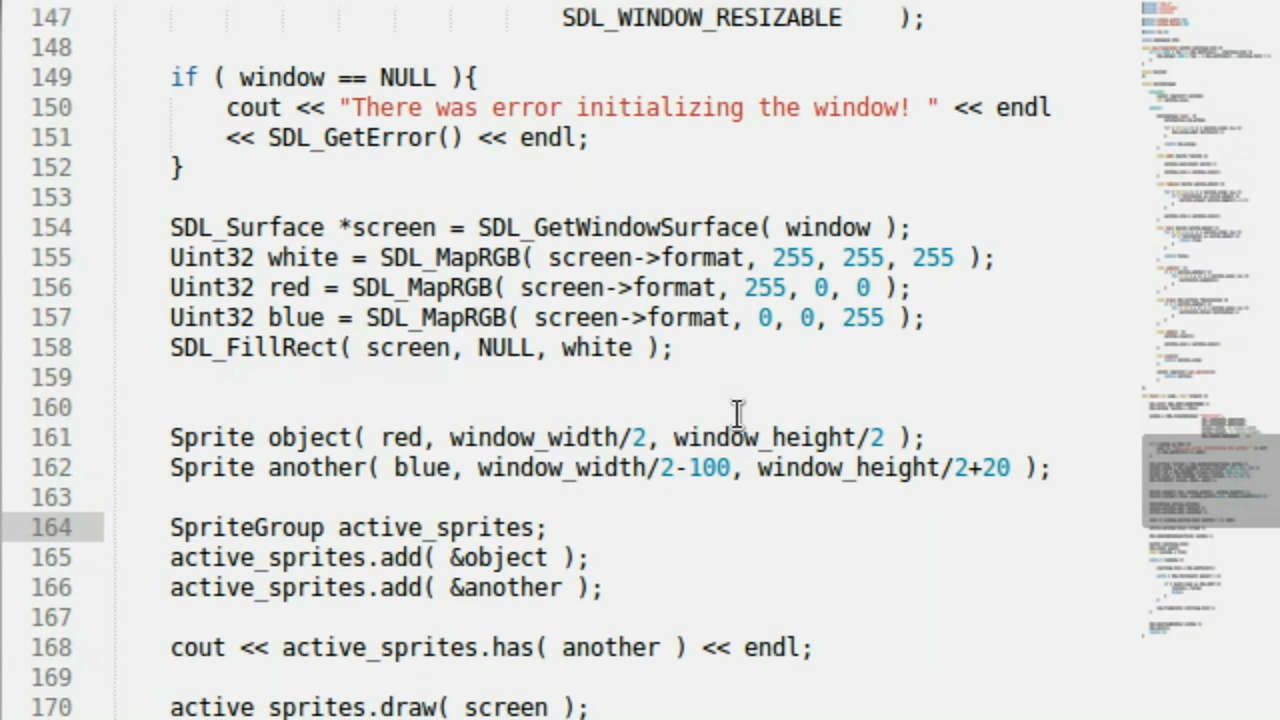 147 SDL_WINDOW_RESIZABLE );
148
149 if ( window == NULL ){
150 cout << "There was error initializing the window! " << endl
151 << SDL_GetError() << endl;
152 }
153
154 SDL_Surface *screen = SDL_GetWindowSurface( window );
155 Uint32 white = SDL_MapRGB( screen->format, 255, 255, 255 );
156 Uint32 red = SDL_MapRGB( screen->format, 255, 0, 0 );
157 Uint32 blue = SDL_MapRGB( screen->format, 0, 0, 255 );
158 SDL_FillRect( screen, NULL, white );
159
160
161 Sprite object( red, window_width/2, window_height/2 );
162 Sprite another( blue, window_width/2-100, window_height/2+20 );
163
164 SpriteGroup active_sprites;
165 active_sprites.add( &object );
166 active_sprites.add( &another );
167
168 cout << active_sprites.has( another ) << endl;
169
170 active_sprites.draw( screen );